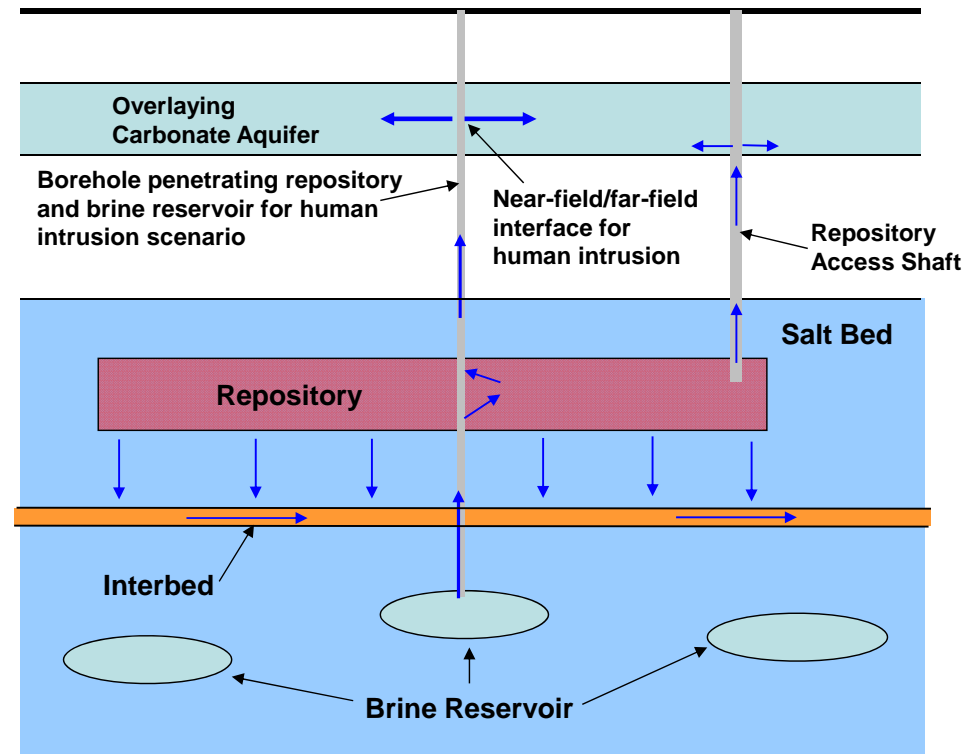 Overlaying
Carbonate Aquifer
Borehole penetrating repository
and brine reservoir for human
intrusion scenario
Near-field/far-field
interface for
human intrusion
Repository
Access Shaft
Salt Bed
Repository
Interbed
Brine Reservoir